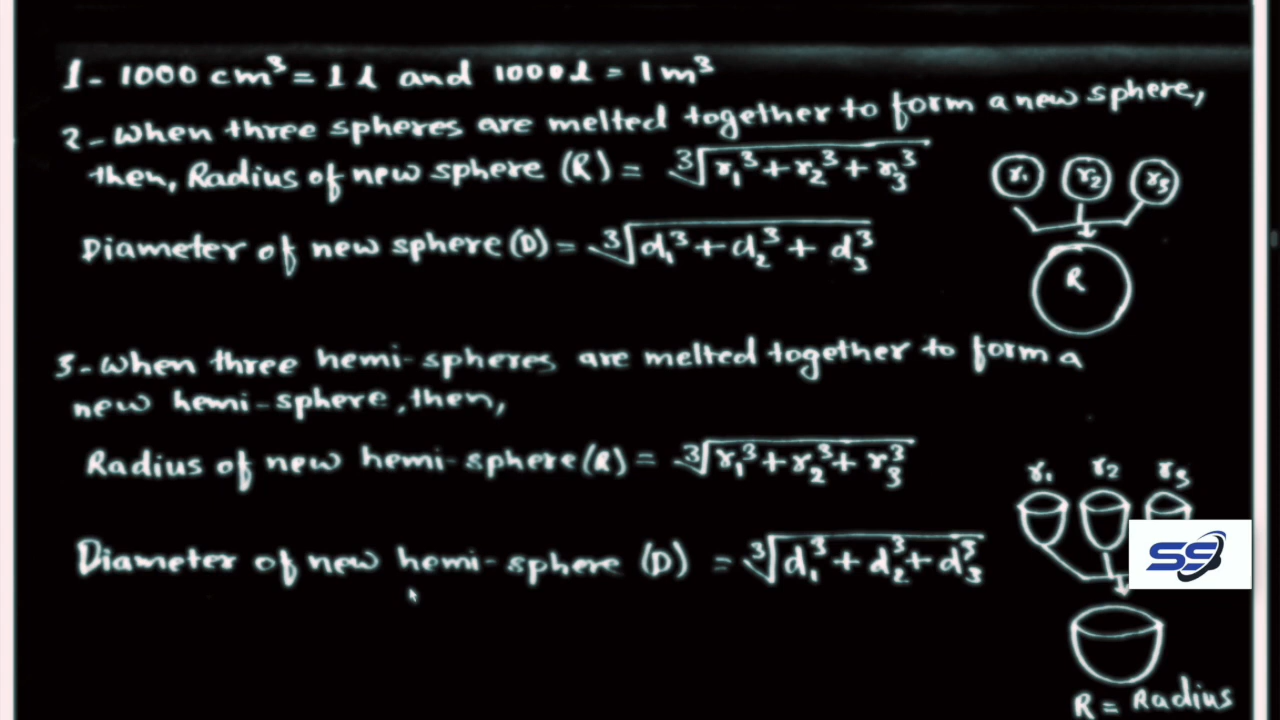 1- 1000 cm³ = 1 l and 1000 l = 1 m³
2- When three spheres are melted together to form a new sphere,
then, Radius of new sphere (R) = ∛(r₁³ + r₂³ + r₃³)
r₁ r₂ r₃
Diameter of new sphere (D) = ∛(d₁³ + d₂³ + d₃³)
R
3- When three hemi-spheres are melted together to form a
new hemi-sphere, then,
Radius of new hemi-sphere (R) = ∛(r₁³ + r₂³ + r₃³)
r₁ r₂ r₃
SS
Diameter of new hemi-sphere (D) = ∛(d₁³ + d₂³ + d₃³)
R = Radius